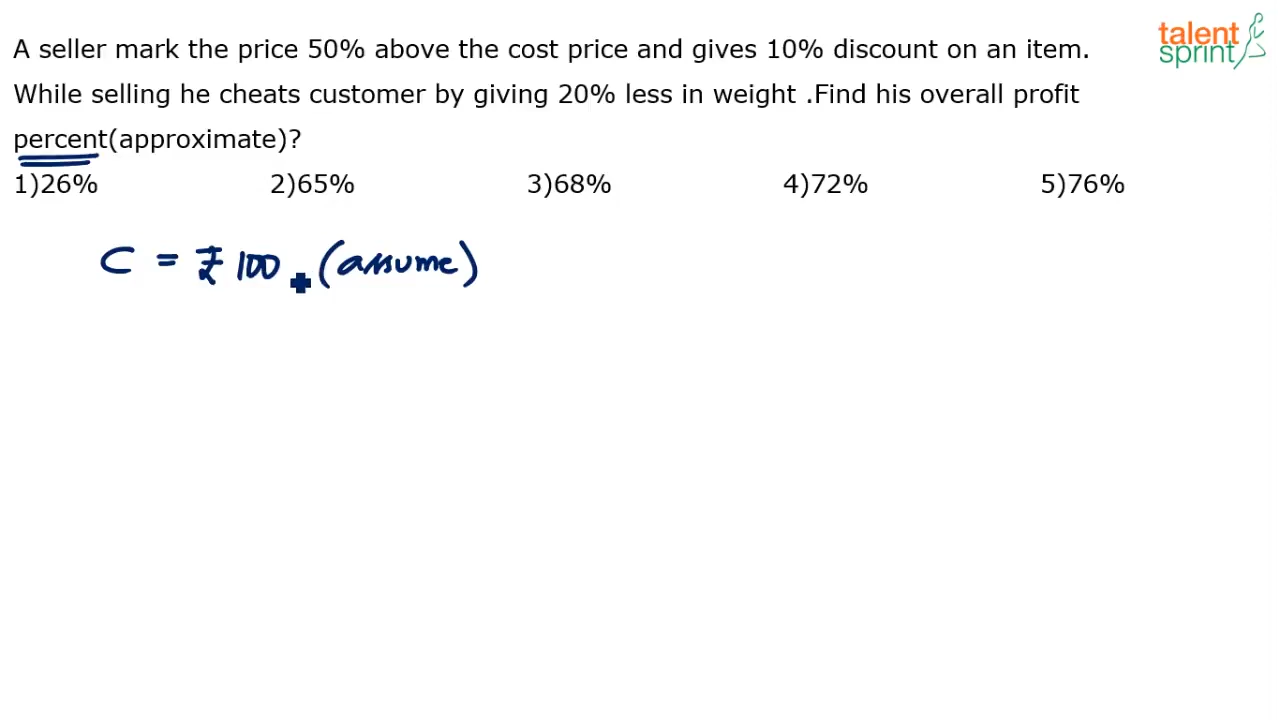 talent
sprint
A seller mark the price 50% above the cost price and gives 10% discount on an item.
While selling he cheats customer by giving 20% less in weight .Find his overall profit
percent(approximate)?
1)26% 2)65% 3)68% 4)72% 5)76%
C = ₹ 100 (assume)